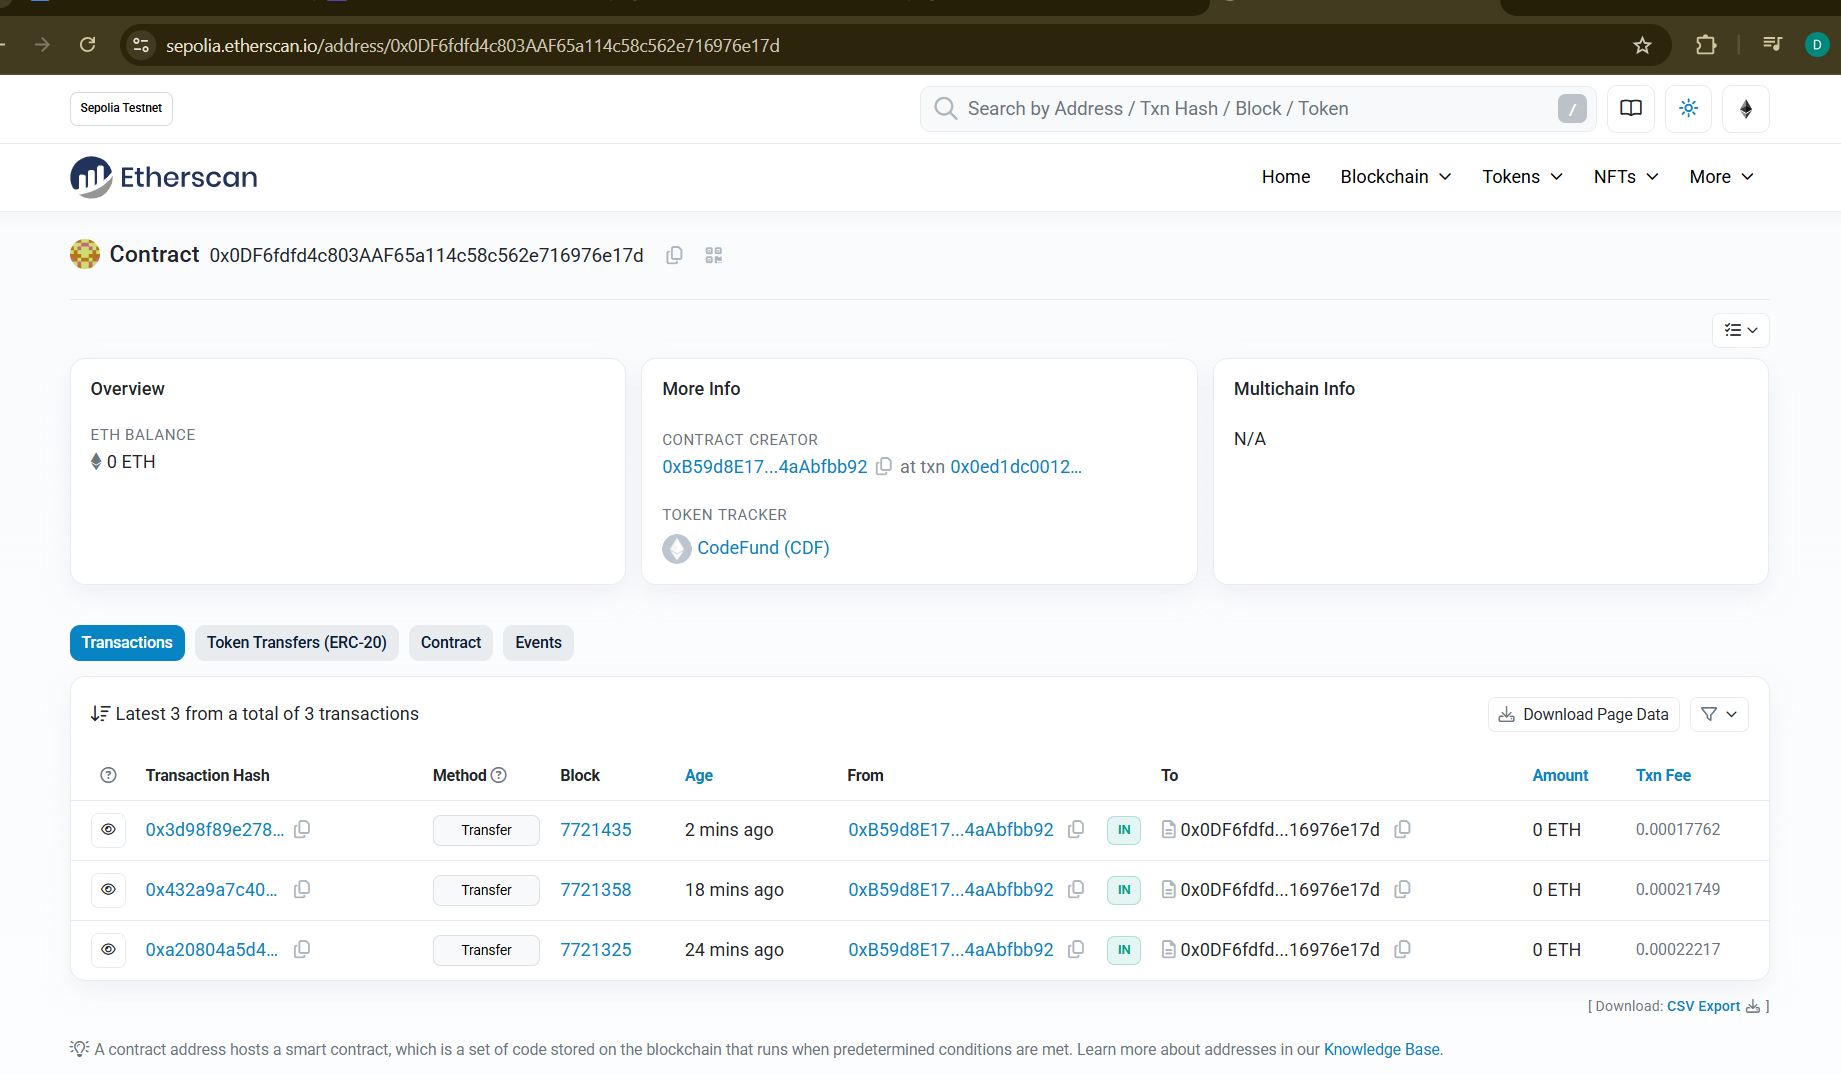 sepolia.etherscan.io/address/0x0DF6fdfd4c803AAF65a114c58c562e716976e17d
D
Sepolia Testnet
Search by Address / Txn Hash / Block / Token
/
Etherscan
Home Blockchain Tokens NFTs More
Contract 0x0DF6fdfd4c803AAF65a114c58c562e716976e17d
Overview
ETH BALANCE
0 ETH
More Info
CONTRACT CREATOR
0xB59d8E17...4aAbfbb92 at txn 0x0ed1dc0012...
TOKEN TRACKER
CodeFund (CDF)
Multichain Info
N/A
Transactions Token Transfers (ERC-20) Contract Events
Latest 3 from a total of 3 transactions
Download Page Data
Transaction Hash Method Block Age From To Amount Txn Fee
0x3d98f89e278... Transfer 7721435 2 mins ago 0xB59d8E17...4aAbfbb92 IN 0x0DF6fdfd...16976e17d 0 ETH 0.00017762
0x432a9a7c40... Transfer 7721358 18 mins ago 0xB59d8E17...4aAbfbb92 IN 0x0DF6fdfd...16976e17d 0 ETH 0.00021749
0xa20804a5d4... Transfer 7721325 24 mins ago 0xB59d8E17...4aAbfbb92 IN 0x0DF6fdfd...16976e17d 0 ETH 0.00022217
[ Download: CSV Export ]
A contract address hosts a smart contract, which is a set of code stored on the blockchain that runs when predetermined conditions are met. Learn more about addresses in our Knowledge Base.